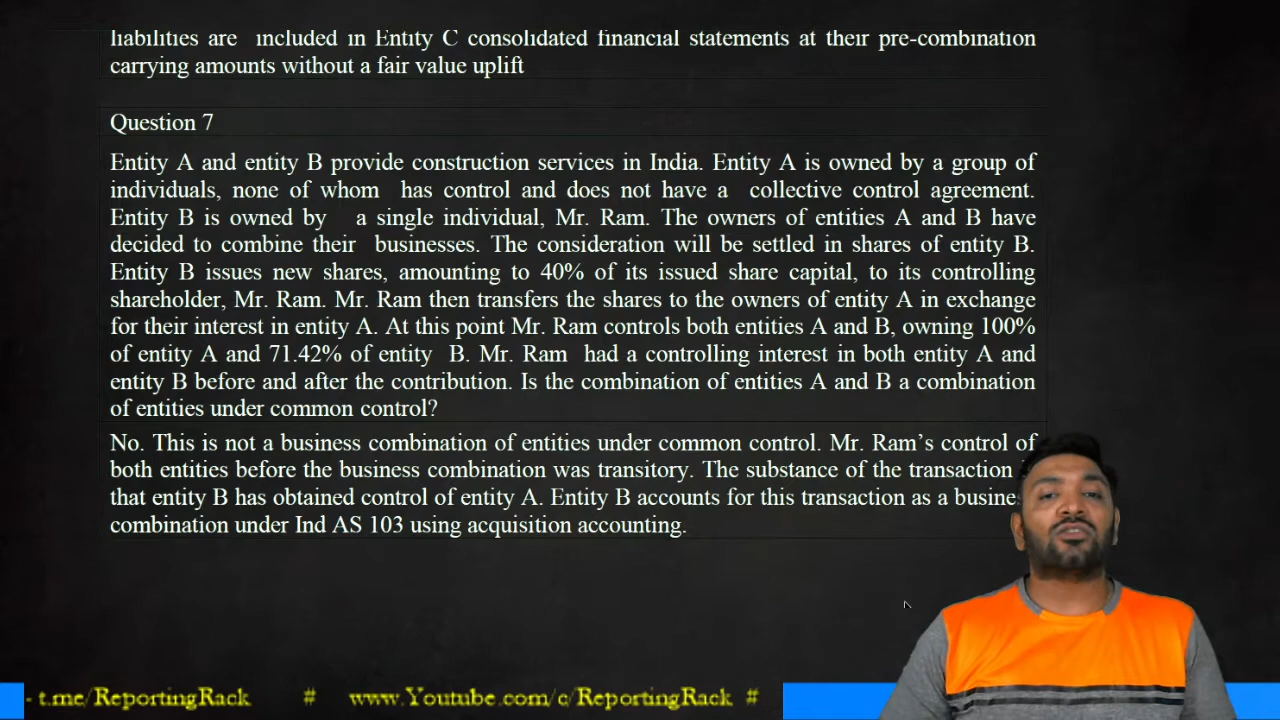 liabilities are included in Entity C consolidated financial statements at their pre-combination
carrying amounts without a fair value uplift
Question 7
Entity A and entity B provide construction services in India. Entity A is owned by a group of
individuals, none of whom has control and does not have a collective control agreement.
Entity B is owned by a single individual, Mr. Ram. The owners of entities A and B have
decided to combine their businesses. The consideration will be settled in shares of entity B.
Entity B issues new shares, amounting to 40% of its issued share capital, to its controlling
shareholder, Mr. Ram. Mr. Ram then transfers the shares to the owners of entity A in exchange
for their interest in entity A. At this point Mr. Ram controls both entities A and B, owning 100%
of entity A and 71.42% of entity B. Mr. Ram had a controlling interest in both entity A and
entity B before and after the contribution. Is the combination of entities A and B a combination
of entities under common control?
No. This is not a business combination of entities under common control. Mr. Ram's control of
both entities before the business combination was transitory. The substance of the transaction
that entity B has obtained control of entity A. Entity B accounts for this transaction as a
combination under Ind AS 103 using acquisition accounting.
- t.me/ReportingRack # www.Youtube.com/c/ReportingRack #